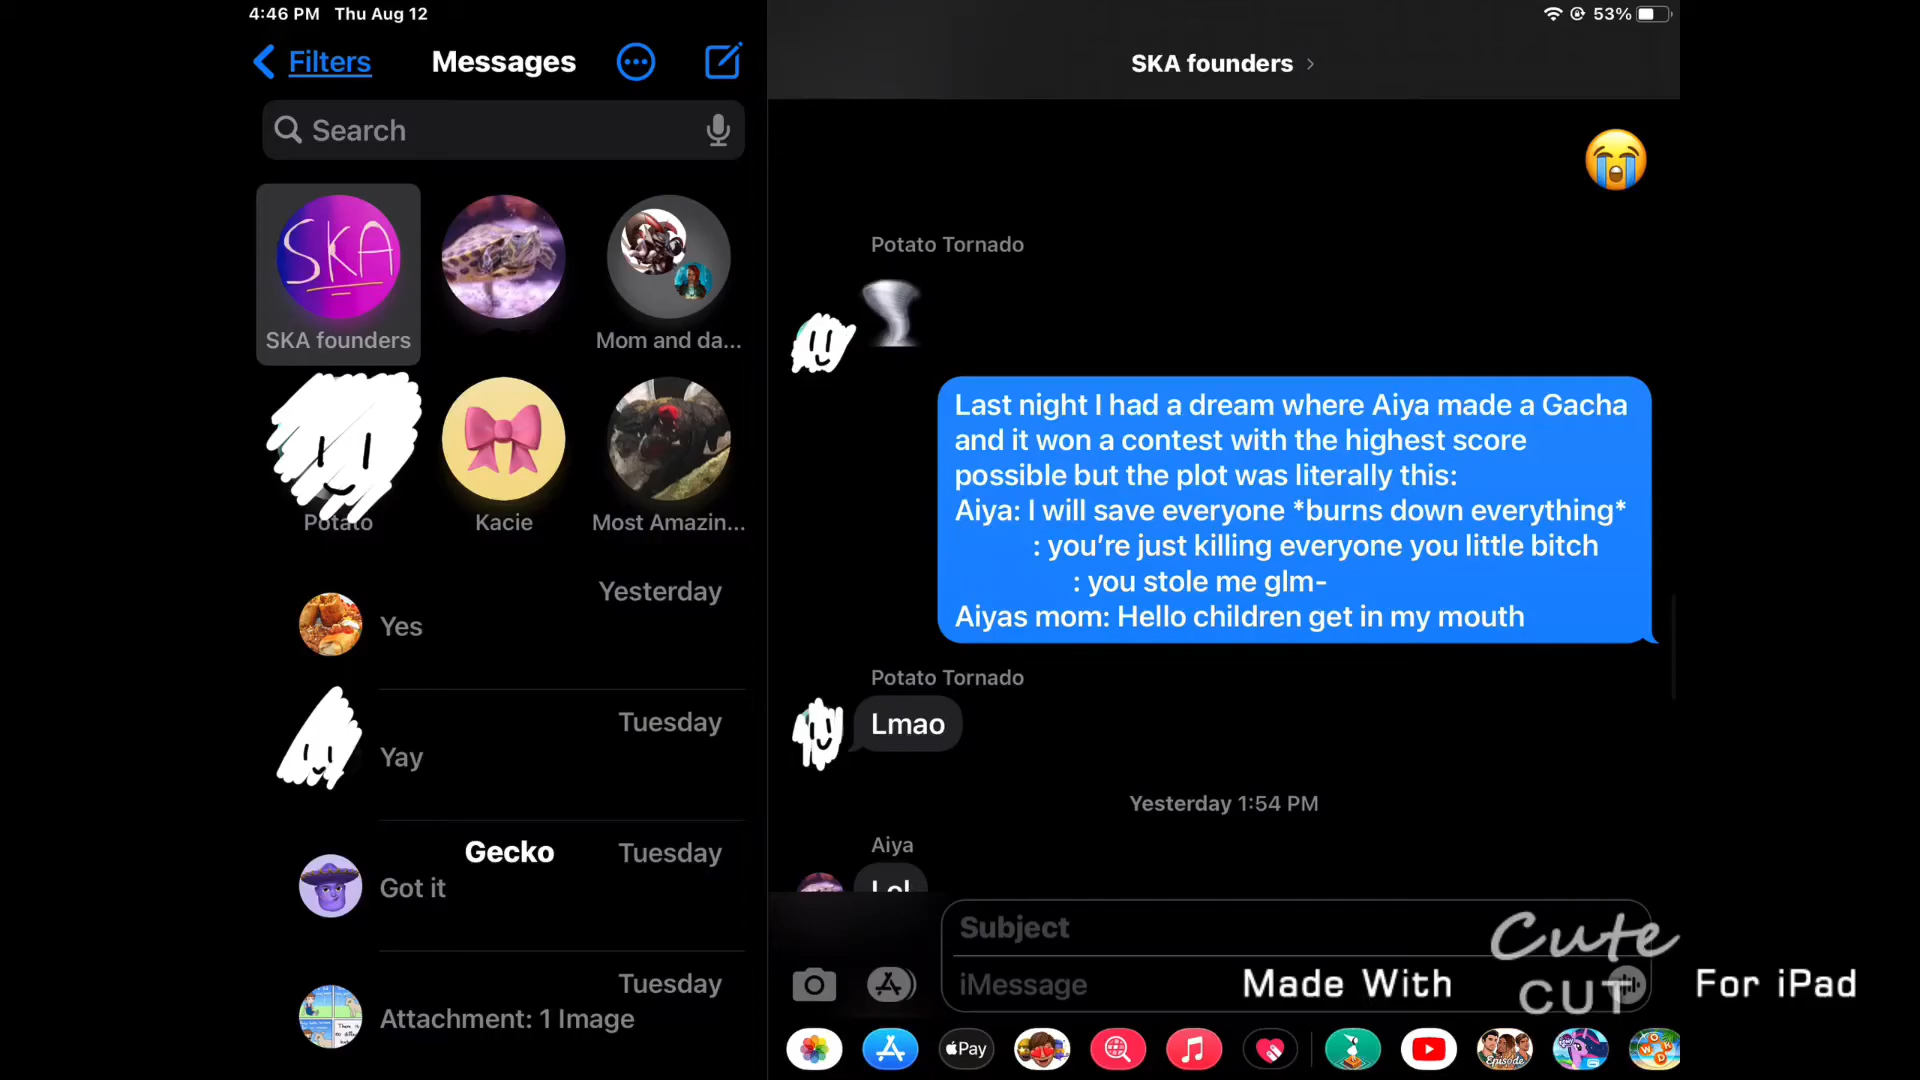 4:46 PM Thu Aug 12
53%
Filters
Messages
Search
SKA
SKA founders
Mom and da...
Potato
Kacie
Most Amazin...
Yesterday
Yes
Tuesday
Yay
Gecko
Tuesday
Got it
Tuesday
Attachment: 1 Image
SKA founders
Potato Tornado
Last night I had a dream where Aiya made a Gacha
and it won a contest with the highest score
possible but the plot was literally this:
Aiya: I will save everyone *burns down everything*
: you’re just killing everyone you little bitch
: you stole me glm-
Aiyas mom: Hello children get in my mouth
Potato Tornado
Lmao
Yesterday 1:54 PM
Aiya
Lol
Subject
iMessage
Made With
Cute
CUT
For iPad
Pay
Episode